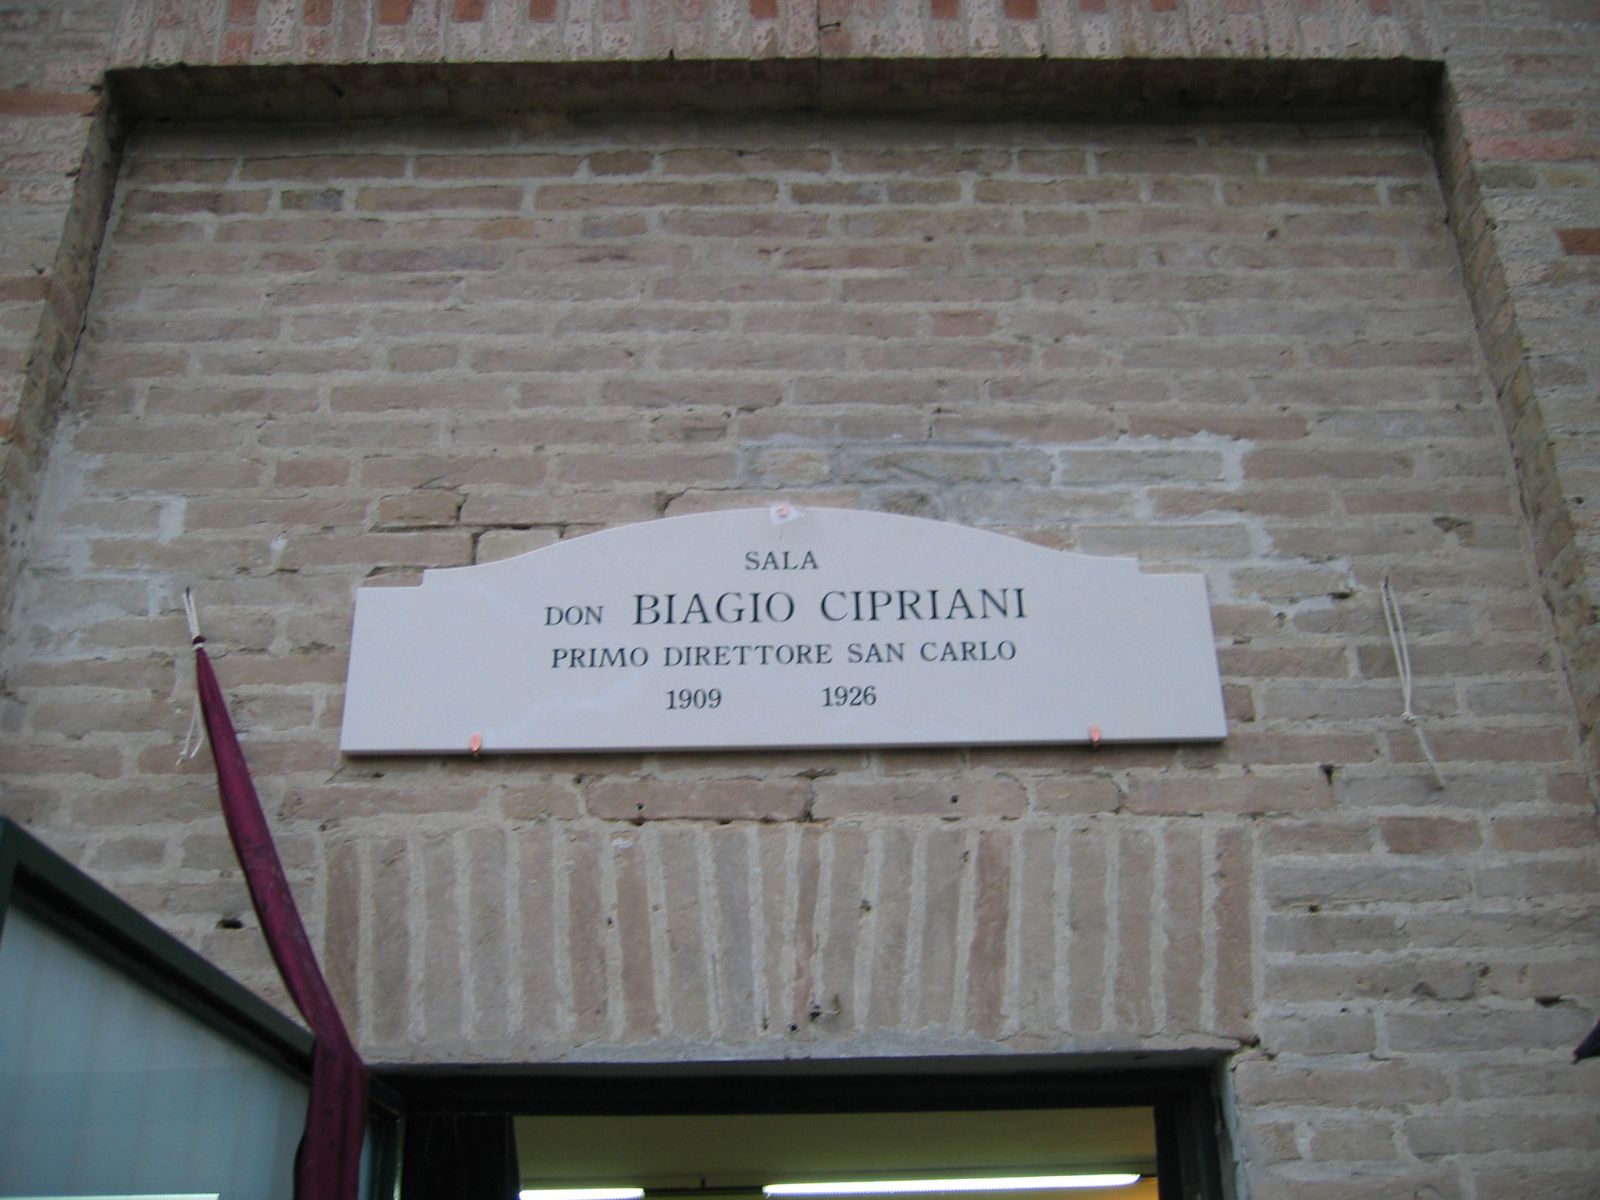 SALA
DON BIAGIO CIPRIANI
PRIMO DIRETTORE SAN CARLO
1909 1926